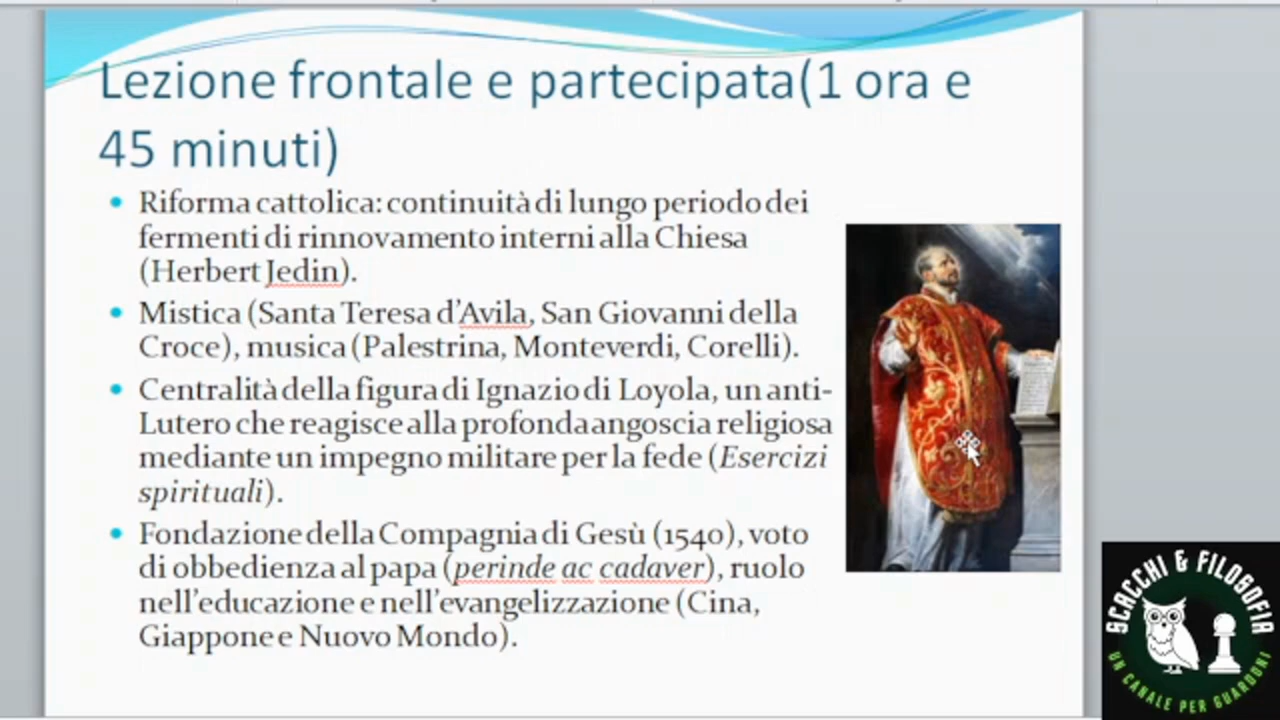 Lezione frontale e partecipata(1 ora e
45 minuti)
Riforma cattolica: continuità di lungo periodo dei
fermenti di rinnovamento interni alla Chiesa
(Herbert Jedin).
Mistica (Santa Teresa d’Avila, San Giovanni della
Croce), musica (Palestrina, Monteverdi, Corelli).
Centralità della figura di Ignazio di Loyola, un anti-
Lutero che reagisce alla profonda angoscia religiosa
mediante un impegno militare per la fede (Esercizi
spirituali).
Fondazione della Compagnia di Gesù (1540), voto
di obbedienza al papa (perinde ac cadaver), ruolo
nell’educazione e nell’evangelizzazione (Cina,
Giappone e Nuovo Mondo).
SCACCHI & FILOSOFIA
UN CANALE PER GUARDONI